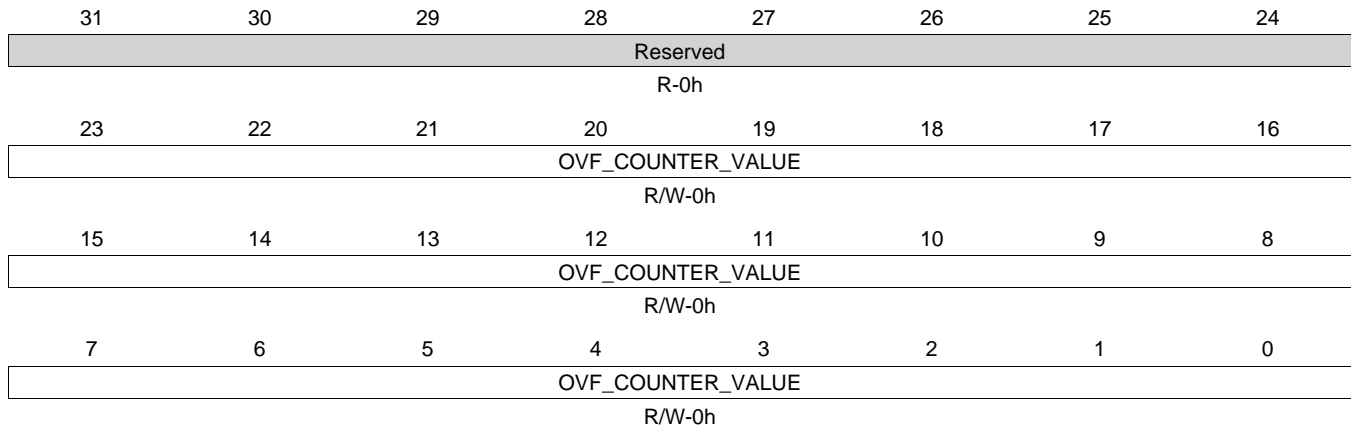 31 30 29 28 27 26 25 24
Reserved
R-0h
23 22 21 20 19 18 17 16
OVF_COUNTER_VALUE
R/W-0h
15 14 13 12 11 10 9 8
OVF_COUNTER_VALUE
R/W-0h
7 6 5 4 3 2 1 0
OVF_COUNTER_VALUE
R/W-0h